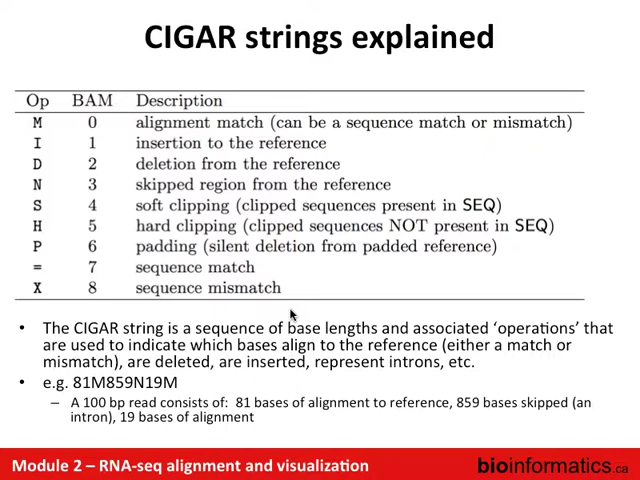 CIGAR strings explained
Op BAM Description
M 0 alignment match (can be a sequence match or mismatch)
I 1 insertion to the reference
D 2 deletion from the reference
N 3 skipped region from the reference
S 4 soft clipping (clipped sequences present in SEQ)
H 5 hard clipping (clipped sequences NOT present in SEQ)
P 6 padding (silent deletion from padded reference)
= 7 sequence match
X 8 sequence mismatch
• The CIGAR string is a sequence of base lengths and associated ‘operations’ that
are used to indicate which bases align to the reference (either a match or
mismatch), are deleted, are inserted, represent introns, etc.
• e.g. 81M859N19M
– A 100 bp read consists of: 81 bases of alignment to reference, 859 bases skipped (an
intron), 19 bases of alignment
Module 2 – RNA-seq alignment and visualization
bioinformatics.ca